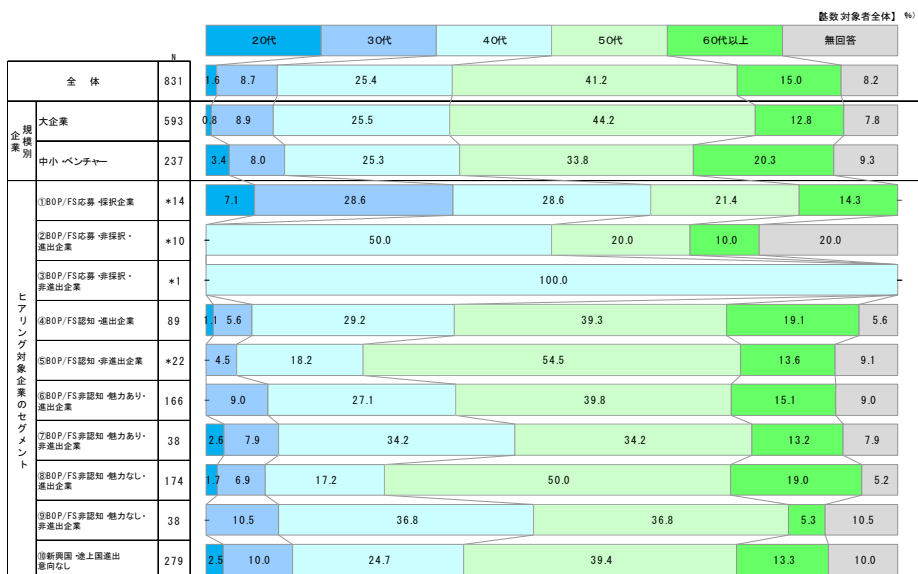 【基数:対象者全体】 %)
20代 30代 40代 50代 60代以上 無回答
N
全 体 831 1.6 8.7 25.4 41.2 15.0 8.2
企業規模別
大企業 593 0.8 8.9 25.5 44.2 12.8 7.8
中小・ベンチャー 237 3.4 8.0 25.3 33.8 20.3 9.3
ヒアリング対象企業のセグメント
①BOP/FS応募・採択企業 *14 7.1 28.6 28.6 21.4 14.3 -
②BOP/FS応募・非採択・
進出企業 *10 - 50.0 20.0 10.0 20.0
③BOP/FS応募・非採択・
非進出企業 *1 - 100.0 -
④BOP/FS認知・進出企業 89 1.1 5.6 29.2 39.3 19.1 5.6
⑤BOP/FS認知・非進出企業 *22 - 4.5 18.2 54.5 13.6 9.1
⑥BOP/FS非認知・魅力あり・
進出企業 166 9.0 27.1 39.8 15.1 9.0
⑦BOP/FS非認知・魅力あり・
非進出企業 38 2.6 7.9 34.2 34.2 13.2 7.9
⑧BOP/FS非認知・魅力なし・
進出企業 174 1.7 6.9 17.2 50.0 19.0 5.2
⑨BOP/FS非認知・魅力なし・
非進出企業 38 - 10.5 36.8 36.8 5.3 10.5
⑩新興国・途上国進出
意向なし 279 2.5 10.0 24.7 39.4 13.3 10.0